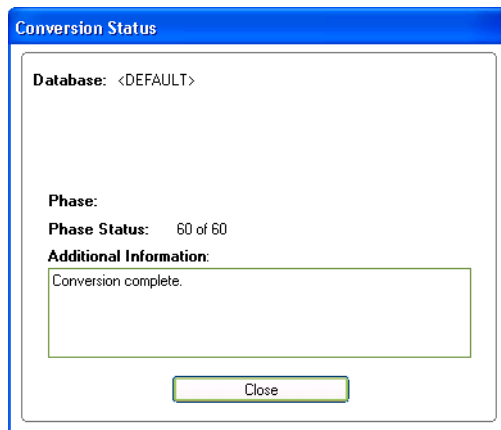 Conversion Status
Database: <DEFAULT>
Phase:
Phase Status: 60 of 60
Additional Information:
Conversion complete.
Close